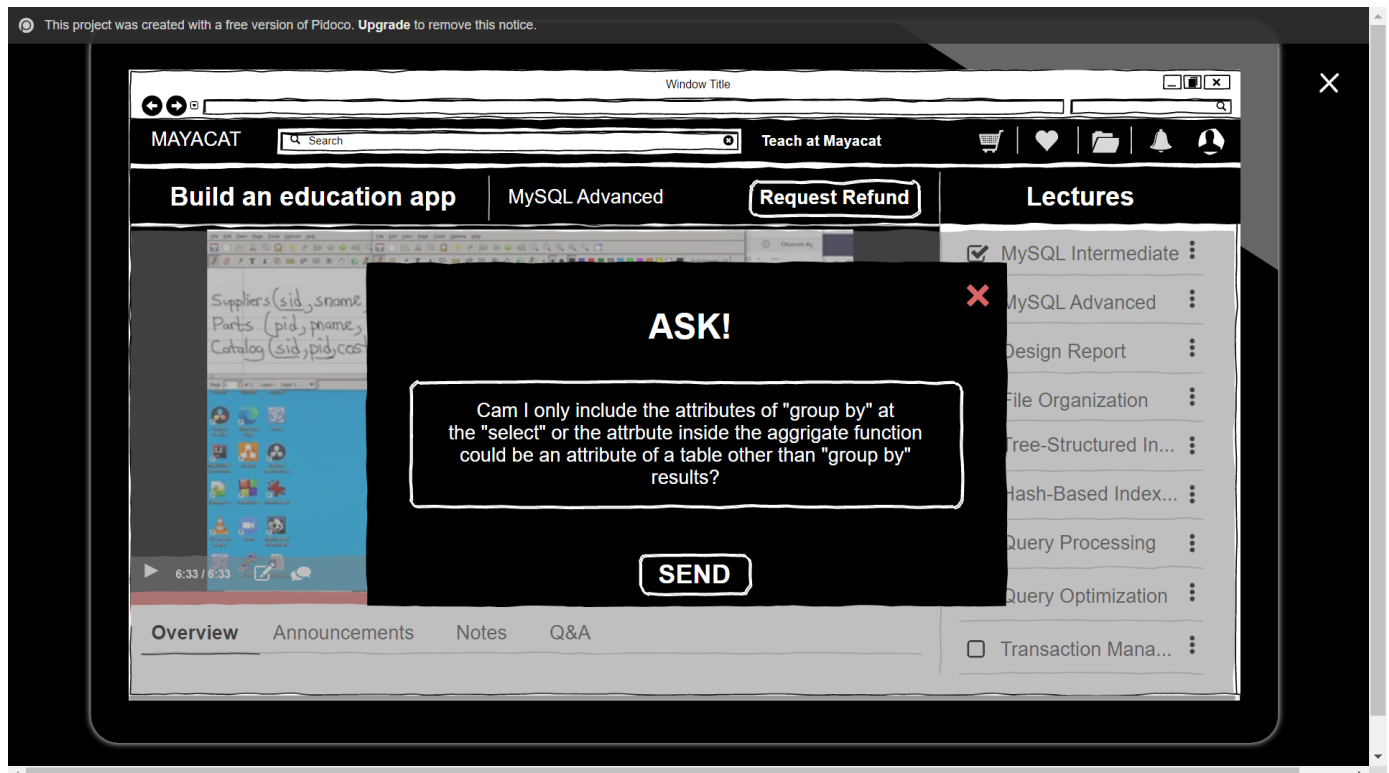 This project was created with a free version of Pidoco. Upgrade to remove this notice.
Window Title
MAYACAT
Search
Teach at Mayacat
Build an education app
MySQL Advanced
Request Refund
Lectures
Suppliers (sid, sname
Parts (pid, pname,
Catalog (sid, pid, cos
ASK!
Cam I only include the attributes of "group by" at
the "select" or the attrbute inside the aggrigate function
could be an attribute of a table other than "group by"
results?
SEND
6:33 / 6:33
Overview
Announcements
Notes
Q&A
MySQL Intermediate
MySQL Advanced
Design Report
File Organization
Tree-Structured In...
Hash-Based Index...
Query Processing
Query Optimization
Transaction Mana...